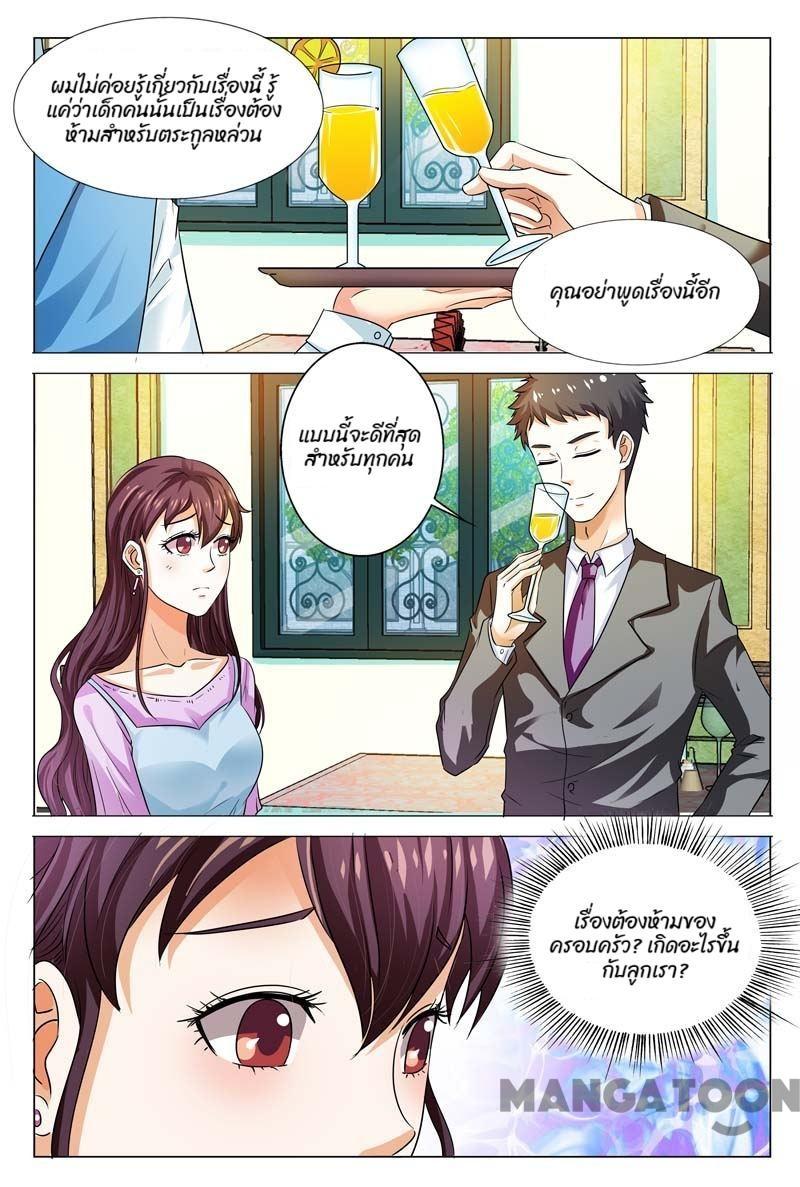 ผมไม่ค่อยรู้เกี่ยวกับเรื่องนี้ รู้
แค่ว่าเด็กคนนั้นเป็นเรื่องต้อง
ห้ามสำหรับตระกูลหล่วน
คุณอย่าพูดเรื่องนี้อีก
แบบนี้จะดีที่สุด
สำหรับทุกคน
เรื่องต้องห้ามของ
ครอบครัว? เกิดอะไรขึ้น
กับลูกเรา?
MANGATOON